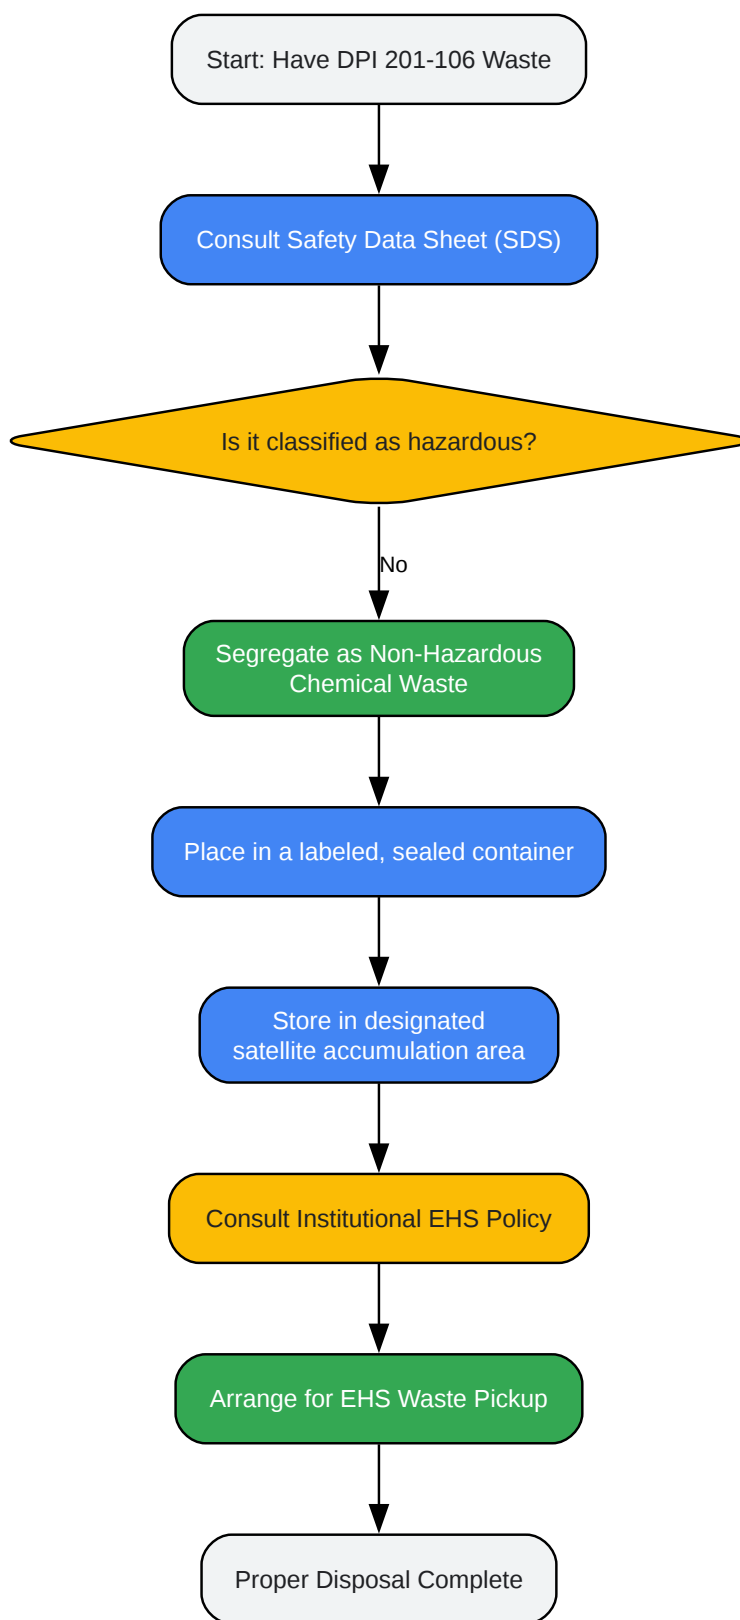 Start: Have DPI 201-106 Waste
Consult Safety Data Sheet (SDS)
Is it classified as hazardous?
No
Segregate as Non-Hazardous
Chemical Waste
Place in a labeled, sealed container
Store in designated
satellite accumulation area
Consult Institutional EHS Policy
Arrange for EHS Waste Pickup
Proper Disposal Complete